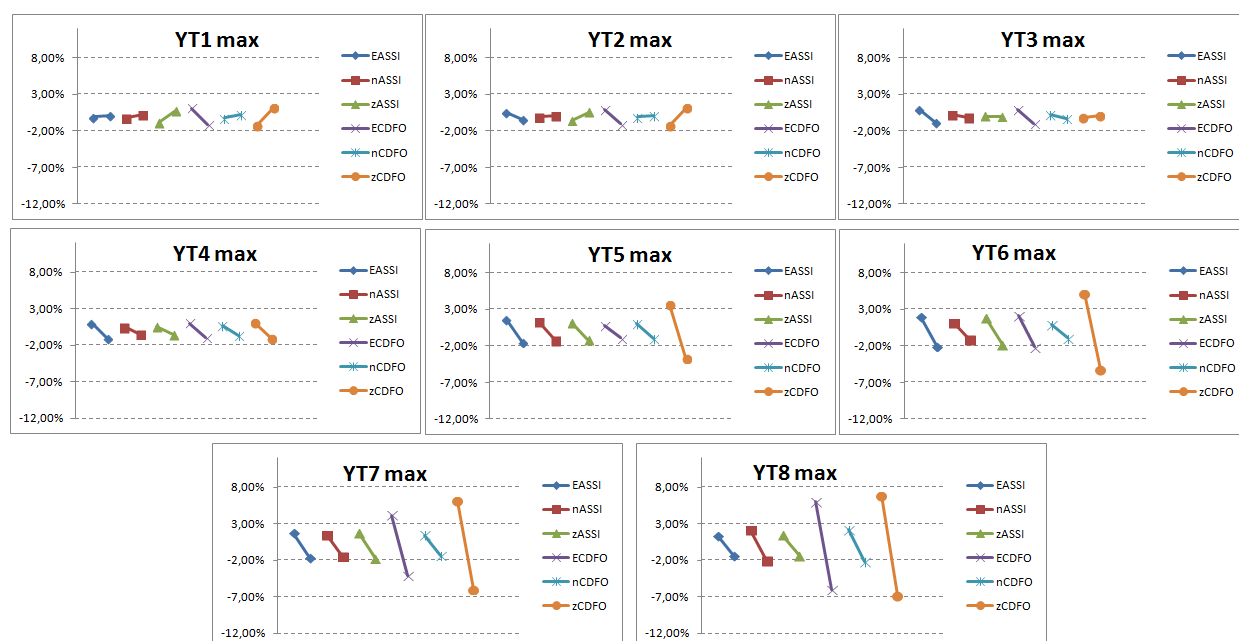 YT1 max
8,00%
3,00%
-2,00%
-7,00%
-12,00%
EASSI
nASSI
zASSI
ECDFO
nCDFO
zCDFO
YT2 max
8,00%
3,00%
-2,00%
-7,00%
-12,00%
EASSI
nASSI
zASSI
ECDFO
nCDFO
zCDFO
YT3 max
8,00%
3,00%
-2,00%
-7,00%
-12,00%
EASSI
nASSI
zASSI
ECDFO
nCDFO
zCDFO
YT4 max
8,00%
3,00%
-2,00%
-7,00%
-12,00%
EASSI
nASSI
zASSI
ECDFO
nCDFO
zCDFO
YT5 max
8,00%
3,00%
-2,00%
-7,00%
-12,00%
EASSI
nASSI
zASSI
ECDFO
nCDFO
zCDFO
YT6 max
8,00%
3,00%
-2,00%
-7,00%
-12,00%
EASSI
nASSI
zASSI
ECDFO
nCDFO
zCDFO
YT7 max
8,00%
3,00%
-2,00%
-7,00%
-12,00%
EASSI
nASSI
zASSI
ECDFO
nCDFO
zCDFO
YT8 max
8,00%
3,00%
-2,00%
-7,00%
-12,00%
EASSI
nASSI
zASSI
ECDFO
nCDFO
zCDFO